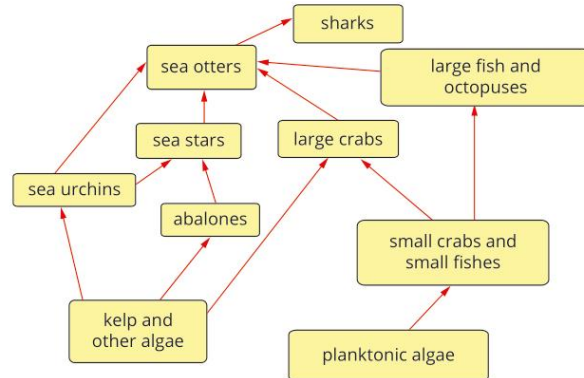 sharks
sea otters
large fish and
octopuses
sea stars
large crabs
sea urchins
abalones
small crabs and
small fishes
kelp and
other algae
planktonic algae